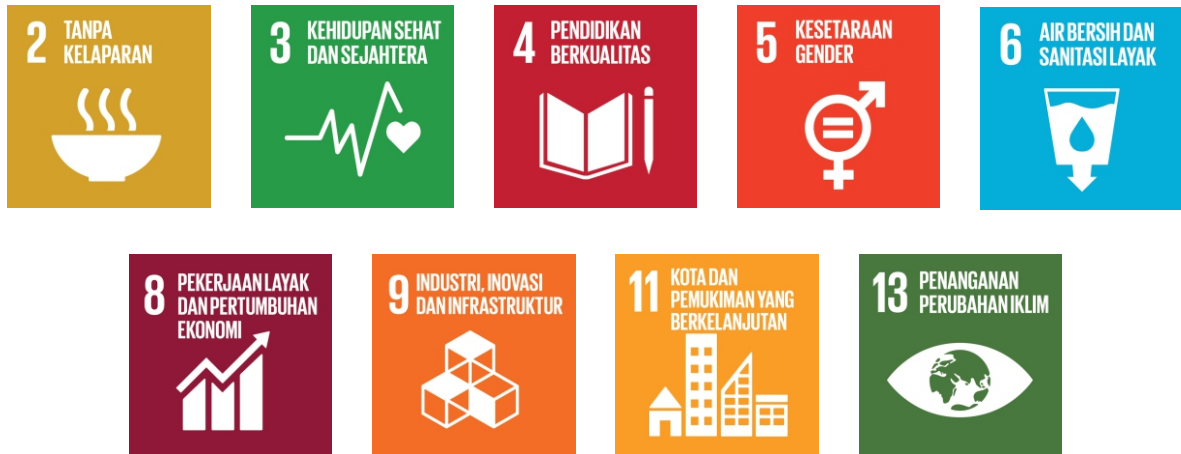 2 TANPA
KELAPARAN
3 KEHIDUPAN SEHAT
DAN SEJAHTERA
4 PENDIDIKAN
BERKUALITAS
5 KESETARAAN
GENDER
6 AIR BERSIH DAN
SANITASI LAYAK
8 PEKERJAAN LAYAK
DAN PERTUMBUHAN
EKONOMI
9 INDUSTRI, INOVASI
DAN INFRASTRUKTUR
11 KOTA DAN
PEMUKIMAN YANG
BERKELANJUTAN
13 PENANGANAN
PERUBAHAN IKLIM